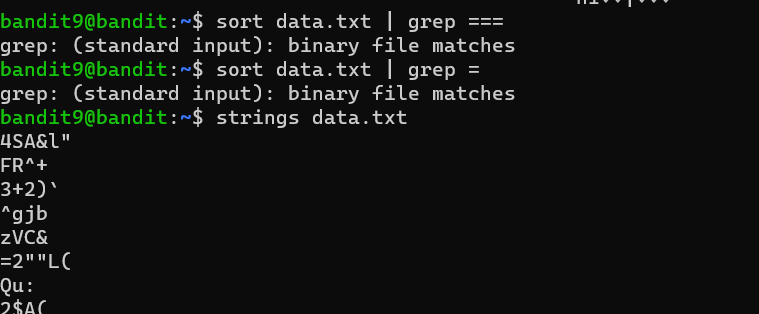 bandit9@bandit:~$ sort data.txt | grep ===
grep: (standard input): binary file matches
bandit9@bandit:~$ sort data.txt | grep =
grep: (standard input): binary file matches
bandit9@bandit:~$ strings data.txt
4SA&l"
FR^+
3+2)`
^gjb
zVC&
=2""L(
Qu:
2$A(